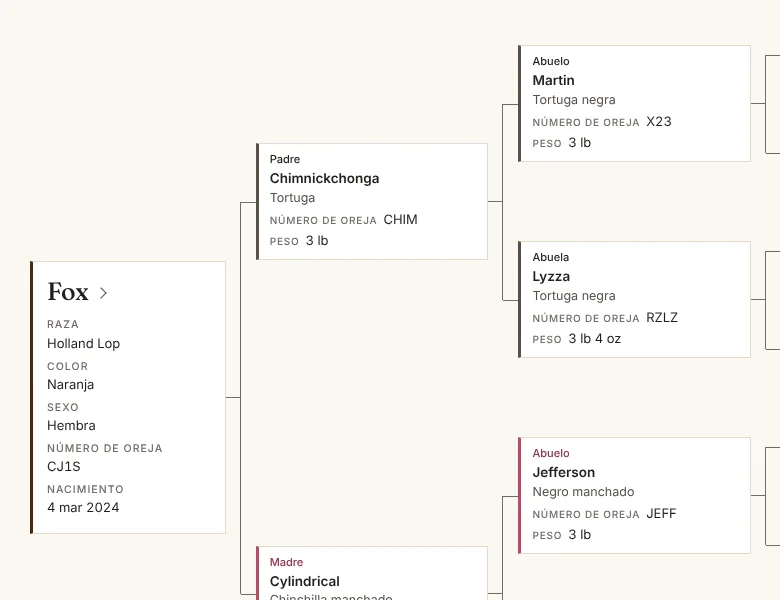 Fox
RAZA
Holland Lop
COLOR
Naranja
SEXO
Hembra
NÚMERO DE OREJA
CJ1S
NACIMIENTO
4 mar 2024
Padre
Chimnickchonga
Tortuga
NÚMERO DE OREJA CHIM
PESO 3 lb
Madre
Cylindrical
Chinchilla manchado
Abuelo
Martin
Tortuga negra
NÚMERO DE OREJA X23
PESO 3 lb
Abuela
Lyzza
Tortuga negra
NÚMERO DE OREJA RZLZ
PESO 3 lb 4 oz
Abuelo
Jefferson
Negro manchado
NÚMERO DE OREJA JEFF
PESO 3 lb